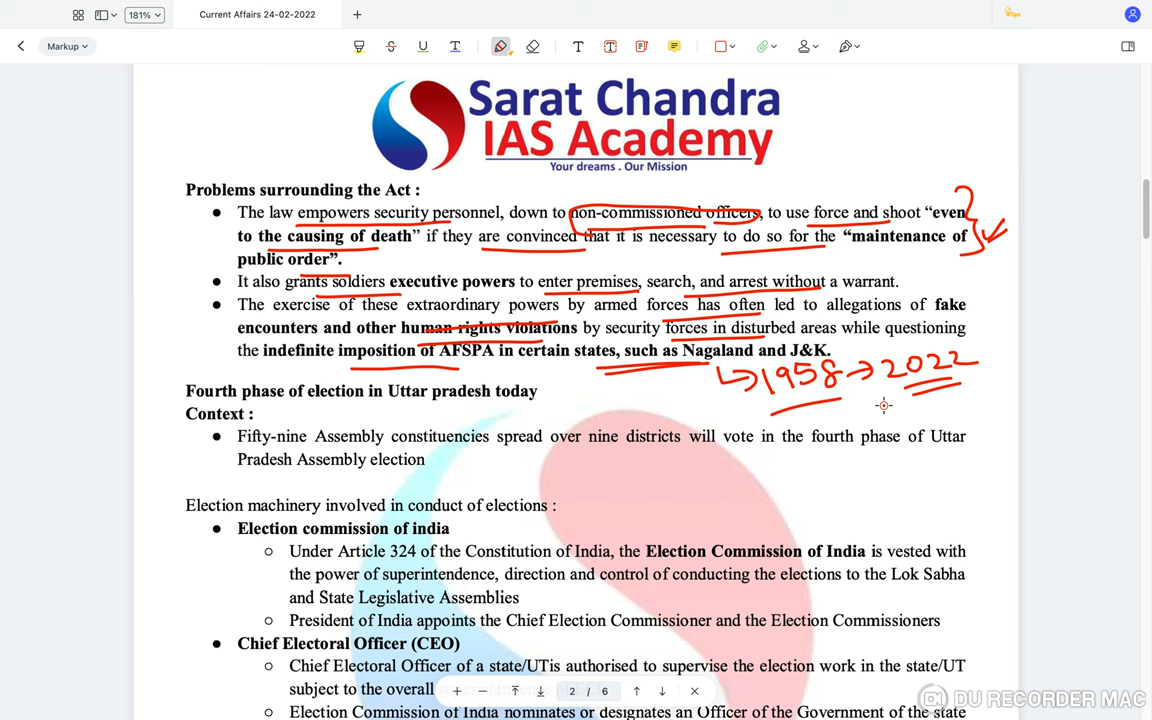 181%
Current Affairs 24-02-2022
Markup
Sarat Chandra
IAS Academy
Your dreams . Our Mission
Problems surrounding the Act :
● The law empowers security personnel, down to non-commissioned officers, to use force and shoot “even
to the causing of death” if they are convinced that it is necessary to do so for the “maintenance of
public order”.
● It also grants soldiers executive powers to enter premises, search, and arrest without a warrant.
● The exercise of these extraordinary powers by armed forces has often led to allegations of fake
encounters and other human rights violations by security forces in disturbed areas while questioning
the indefinite imposition of AFSPA in certain states, such as Nagaland and J&K.
↳ 1958 → 2022
Fourth phase of election in Uttar pradesh today
Context :
● Fifty-nine Assembly constituencies spread over nine districts will vote in the fourth phase of Uttar
Pradesh Assembly election
Election machinery involved in conduct of elections :
● Election commission of india
○ Under Article 324 of the Constitution of India, the Election Commission of India is vested with
the power of superintendence, direction and control of conducting the elections to the Lok Sabha
and State Legislative Assemblies
○ President of India appoints the Chief Election Commissioner and the Election Commissioners
● Chief Electoral Officer (CEO)
○ Chief Electoral Officer of a state/UTis authorised to supervise the election work in the state/UT
subject to the overall
2 / 6
○ Election Commission of India nominates or designates an Officer of the Government of the state
DU RECORDER MAC